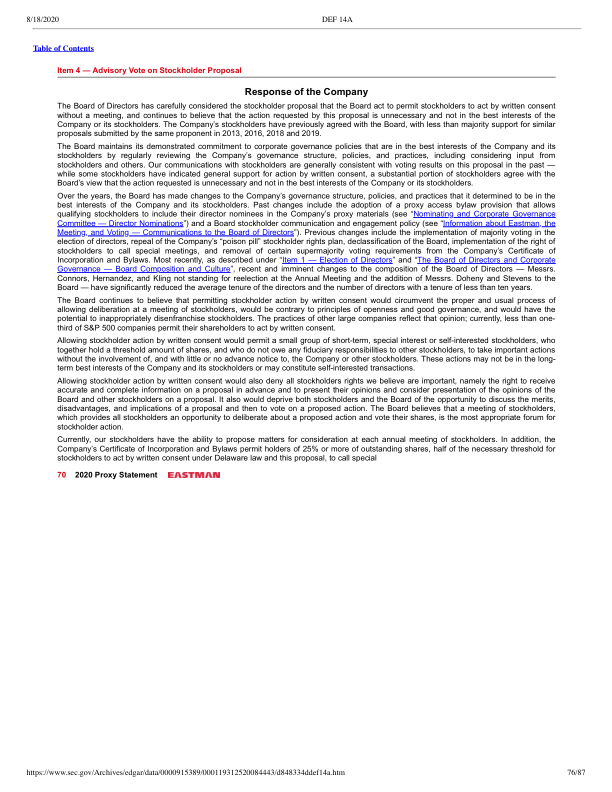 8/18/2020 DEF 14A
Table of Contents
Item 4 — Advisory Vote on Stockholder Proposal
Response of the Company
The Board of Directors has carefully considered the stockholder proposal that the Board act to permit stockholders to act by written consent
without a meeting, and continues to believe that the action requested by this proposal is unnecessary and not in the best interests of the
Company or its stockholders. The Company's stockholders have previously agreed with the Board, with less than majority support for similar
proposals submitted by the same proponent in 2013, 2016, 2018 and 2019.
The Board maintains its demonstrated commitment to corporate governance policies that are in the best interests of the Company and its
stockholders by regularly reviewing the Company's governance structure, policies, and practices, including considering input from
stockholders and others. Our communications with stockholders are generally consistent with voting results on this proposal in the past —
while some stockholders have indicated general support for action by written consent, a substantial portion of stockholders agree with the
Board's view that the action requested is unnecessary and not in the best interests of the Company or its stockholders.
Over the years, the Board has made changes to the Company's governance structure, policies, and practices that it determined to be in the
best interests of the Company and its stockholders. Past changes include the adoption of a proxy access bylaw provision that allows
qualifying stockholders to include their director nominees in the Company's proxy materials (see "Nominating and Corporate Governance
Committee — Director Nominations") and a Board stockholder communication and engagement policy (see "Information about Eastman, the
Meeting, and Voting — Communications to the Board of Directors"). Previous changes include the implementation of majority voting in the
election of directors, repeal of the Company's "poison pill" stockholder rights plan, declassification of the Board, implementation of the right of
stockholders to call special meetings, and removal of certain supermajority voting requirements from the Company's Certificate of
Incorporation and Bylaws. Most recently, as described under "Item 1 — Election of Directors" and "The Board of Directors and Corporate
Governance — Board Composition and Culture", recent and imminent changes to the composition of the Board of Directors — Messrs.
Connors, Hernandez, and Kling not standing for reelection at the Annual Meeting and the addition of Messrs. Doheny and Stevens to the
Board — have significantly reduced the average tenure of the directors and the number of directors with a tenure of less than ten years.
The Board continues to believe that permitting stockholder action by written consent would circumvent the proper and usual process of
allowing deliberation at a meeting of stockholders, would be contrary to principles of openness and good governance, and would have the
potential to inappropriately disenfranchise stockholders. The practices of other large companies reflect that opinion; currently, less than one-
third of S&P 500 companies permit their shareholders to act by written consent.
Allowing stockholder action by written consent would permit a small group of short-term, special interest or self-interested stockholders, who
together hold a threshold amount of shares, and who do not owe any fiduciary responsibilities to other stockholders, to take important actions
without the involvement of, and with little or no advance notice to, the Company or other stockholders. These actions may not be in the long-
term best interests of the Company and its stockholders or may constitute self-interested transactions.
Allowing stockholder action by written consent would also deny all stockholders rights we believe are important, namely the right to receive
accurate and complete information on a proposal in advance and to present their opinions and consider presentation of the opinions of the
Board and other stockholders on a proposal. It also would deprive both stockholders and the Board of the opportunity to discuss the merits,
disadvantages, and implications of a proposal and then to vote on a proposed action. The Board believes that a meeting of stockholders,
which provides all stockholders an opportunity to deliberate about a proposed action and vote their shares, is the most appropriate forum for
stockholder action.
Currently, our stockholders have the ability to propose matters for consideration at each annual meeting of stockholders. In addition, the
Company's Certificate of Incorporation and Bylaws permit holders of 25% or more of outstanding shares, half of the necessary threshold for
stockholders to act by written consent under Delaware law and this proposal, to call special
70 2020 Proxy Statement EASTMAN
https://www.sec.gov/Archives/edgar/data/0000915389/000119312520084443/d848334ddef14a.htm 76/87